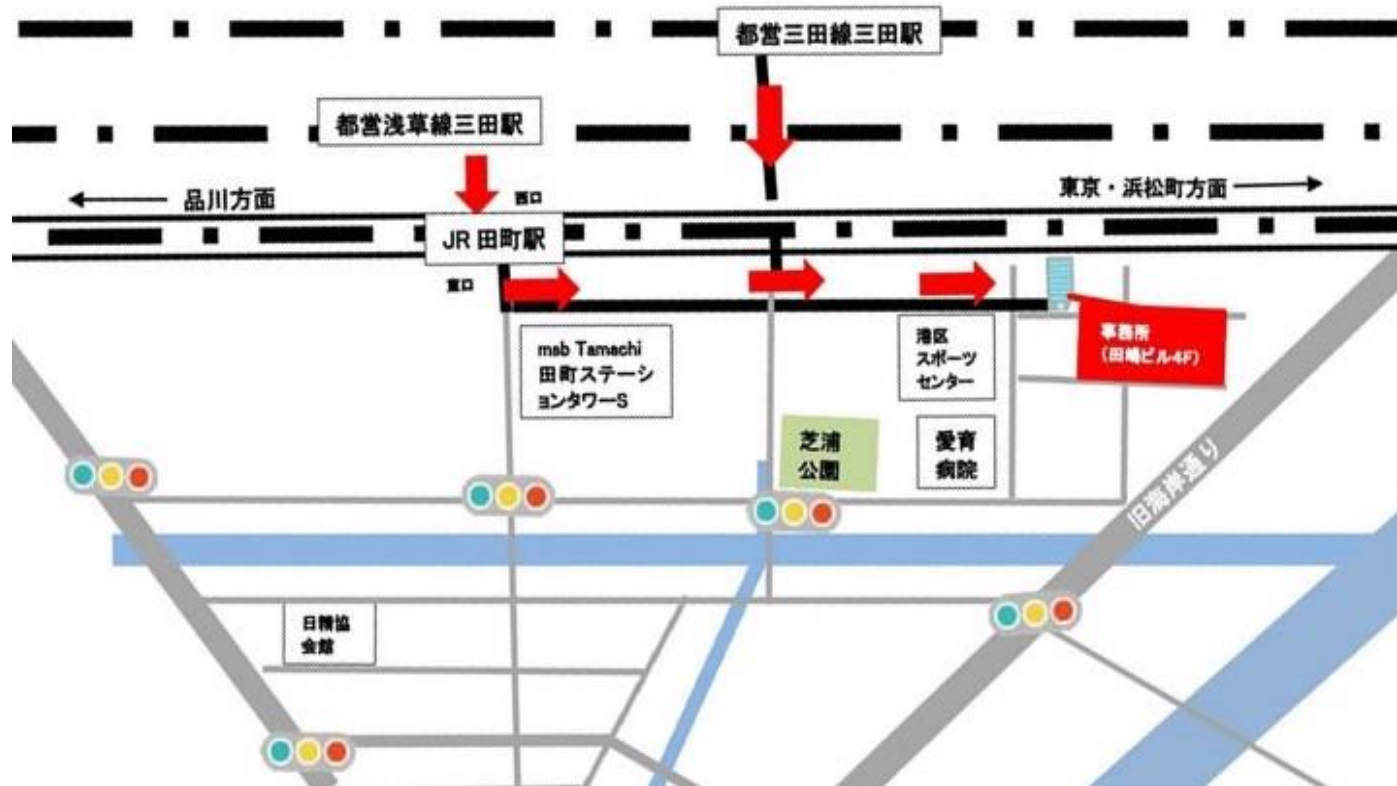 都営三田線三田駅
都営浅草線三田駅
品川方面
西口
東京・浜松町方面
JR 田町駅
東口
msb Tamachi
田町ステーシ
ョンタワーS
港区
スポーツ
センター
事務所
（田嶋ビル4F）
芝浦
公園
愛育
病院
旧海岸通り
日精協
会館